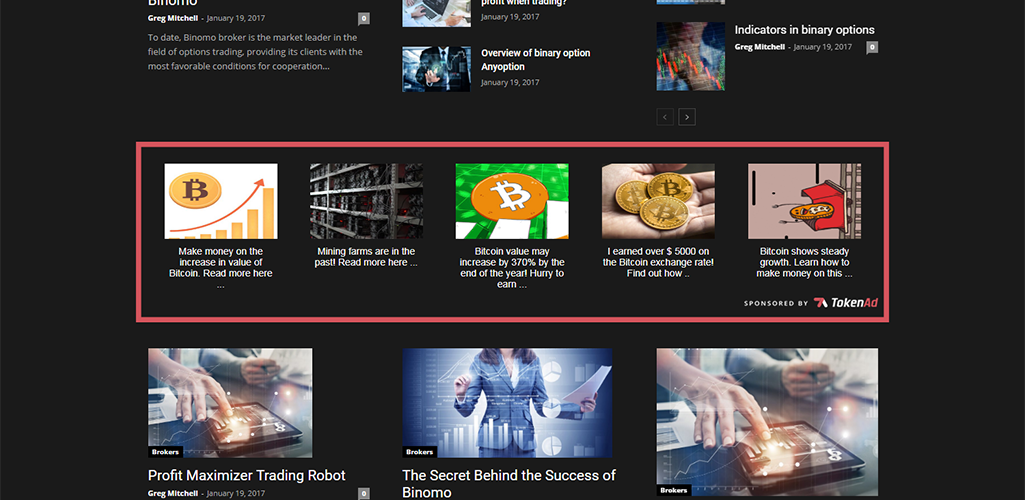 Binomo
Greg Mitchell - January 19, 2017
0
To date, Binomo broker is the market leader in the
field of options trading, providing its clients with the
most favorable conditions for cooperation...
profit when trading?
January 19, 2017
Overview of binary option
Anyoption
January 19, 2017
Indicators in binary options
Greg Mitchell - January 19, 2017
0
Make money on the
increase in value of
Bitcoin. Read more here
...
Mining farms are in the
past! Read more here ...
Bitcoin value may
increase by 370% by the
end of the year! Hurry to
earn ...
I earned over $ 5000 on
the Bitcoin exchange rate!
Find out how ..
Bitcoin shows steady
growth. Learn how to
make money on this ...
SPONSORED BY TokenAd
Brokers
Profit Maximizer Trading Robot
Greg Mitchell - January 19, 2017
0
Brokers
The Secret Behind the Success of
Binomo
Brokers